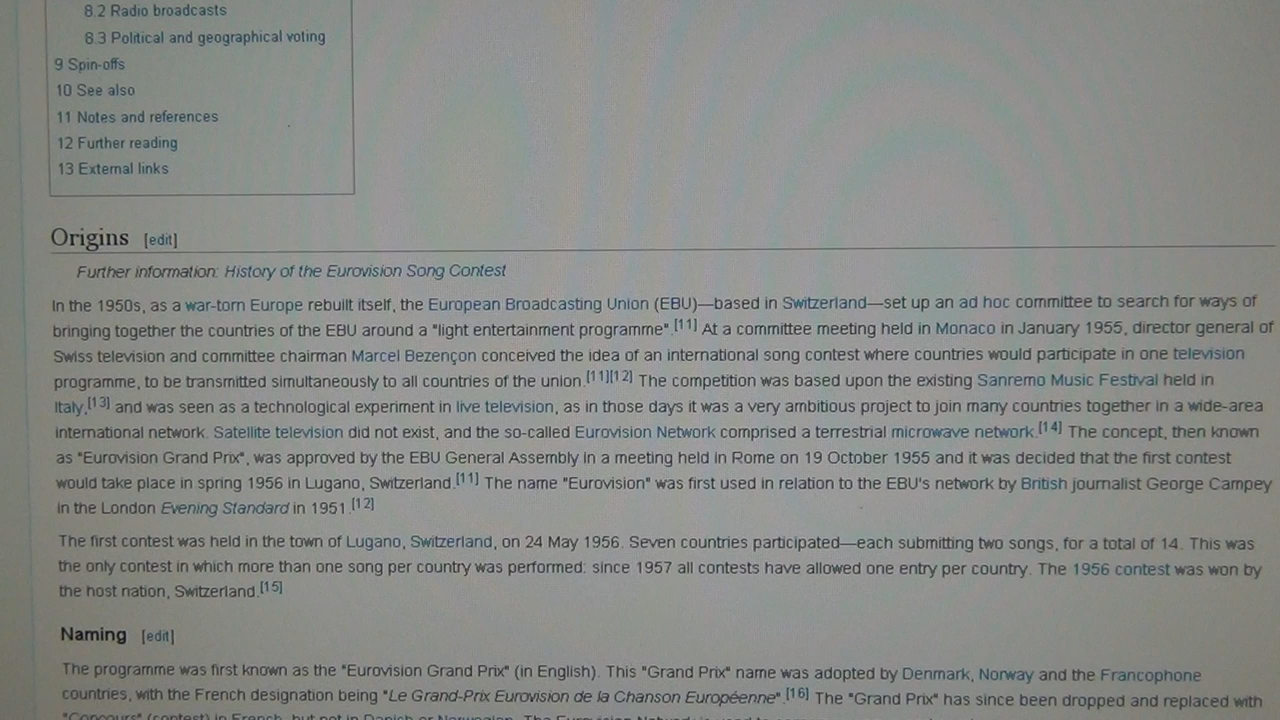 8.2 Radio broadcasts
8.3 Political and geographical voting
9 Spin-offs
10 See also
11 Notes and references
12 Further reading
13 External links
Origins [edit]
Further information: History of the Eurovision Song Contest
In the 1950s, as a war-torn Europe rebuilt itself, the European Broadcasting Union (EBU)—based in Switzerland—set up an ad hoc committee to search for ways of
bringing together the countries of the EBU around a "light entertainment programme".[11] At a committee meeting held in Monaco in January 1955, director general of
Swiss television and committee chairman Marcel Bezençon conceived the idea of an international song contest where countries would participate in one television
programme, to be transmitted simultaneously to all countries of the union.[11][12] The competition was based upon the existing Sanremo Music Festival held in
Italy,[13] and was seen as a technological experiment in live television, as in those days it was a very ambitious project to join many countries together in a wide-area
international network. Satellite television did not exist, and the so-called Eurovision Network comprised a terrestrial microwave network.[14] The concept, then known
as "Eurovision Grand Prix", was approved by the EBU General Assembly in a meeting held in Rome on 19 October 1955 and it was decided that the first contest
would take place in spring 1956 in Lugano, Switzerland.[11] The name "Eurovision" was first used in relation to the EBU's network by British journalist George Campey
in the London Evening Standard in 1951.[12]
The first contest was held in the town of Lugano, Switzerland, on 24 May 1956. Seven countries participated—each submitting two songs, for a total of 14. This was
the only contest in which more than one song per country was performed: since 1957 all contests have allowed one entry per country. The 1956 contest was won by
the host nation, Switzerland.[15]
Naming [edit]
The programme was first known as the "Eurovision Grand Prix" (in English). This "Grand Prix" name was adopted by Denmark, Norway and the Francophone
countries, with the French designation being "Le Grand-Prix Eurovision de la Chanson Européenne".[16] The "Grand Prix" has since been dropped and replaced with
"Concours" (contest) in French, but not in Danish or Norwegian. The Eurovision Network is used to